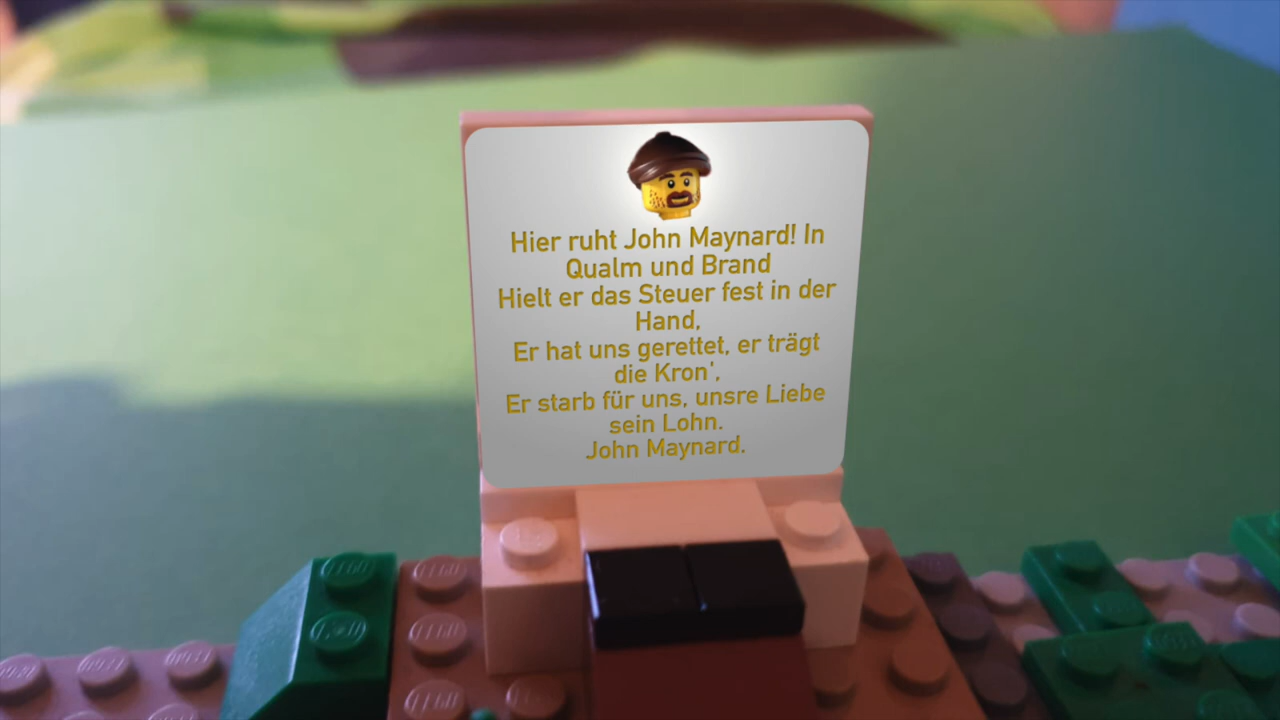 Hier ruht John Maynard! In
Qualm und Brand
Hielt er das Steuer fest in der
Hand,
Er hat uns gerettet, er trägt
die Kron',
Er starb für uns, unsre Liebe
sein Lohn.
John Maynard.